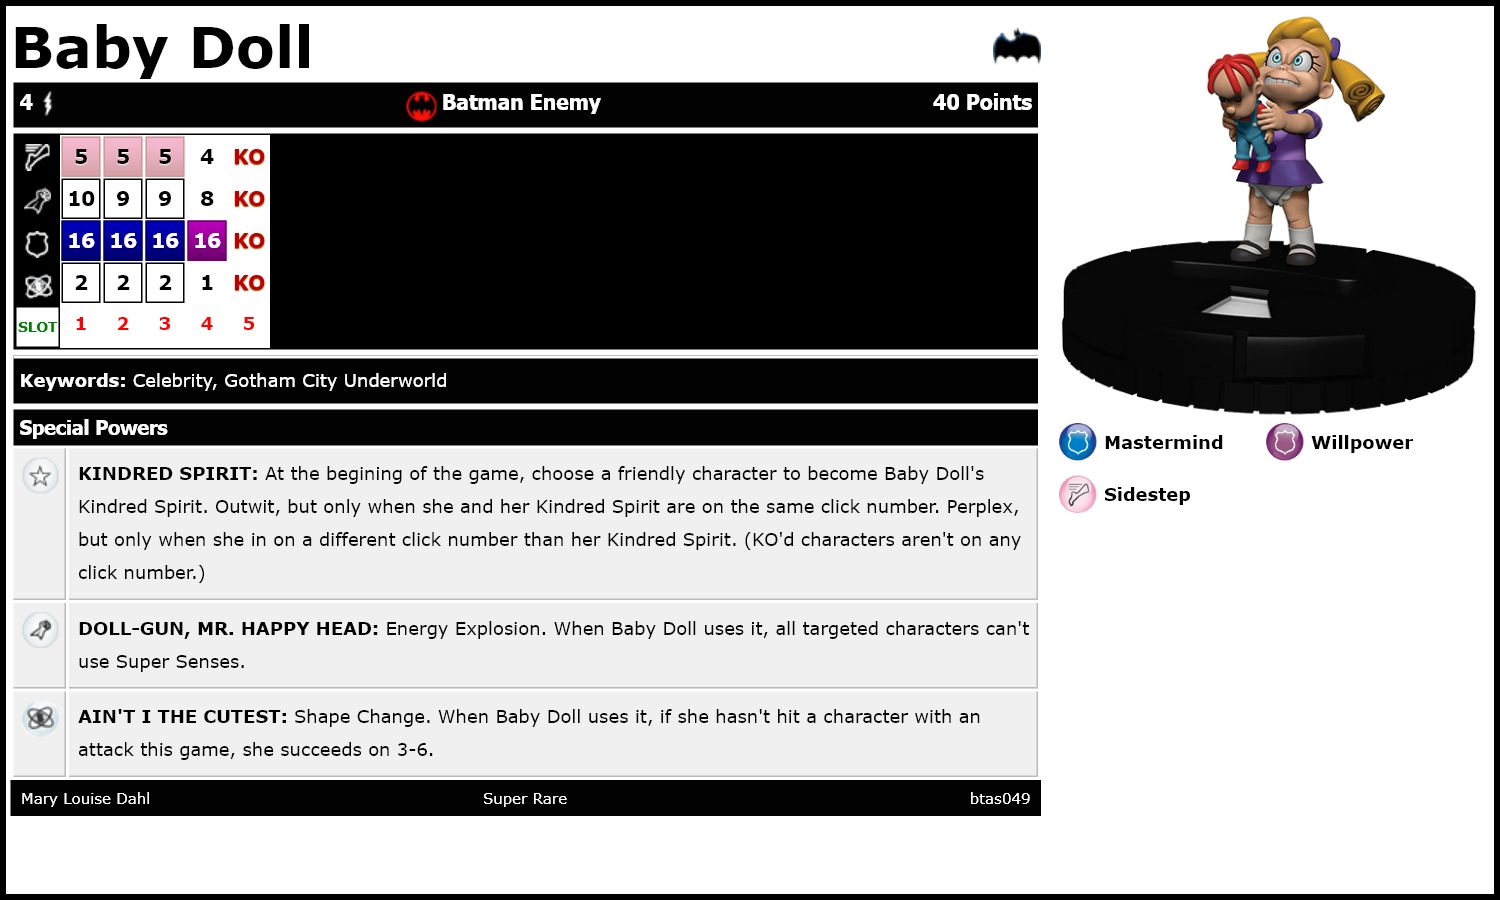 Baby Doll
4 Batman Enemy 40 Points
5 5 5 4 KO
10 9 9 8 KO
16 16 16 16 KO
2 2 2 1 KO
SLOT 1 2 3 4 5
Keywords: Celebrity, Gotham City Underworld
Special Powers
KINDRED SPIRIT: At the begining of the game, choose a friendly character to become Baby Doll's
Kindred Spirit. Outwit, but only when she and her Kindred Spirit are on the same click number. Perplex,
but only when she in on a different click number than her Kindred Spirit. (KO'd characters aren't on any
click number.)
DOLL-GUN, MR. HAPPY HEAD: Energy Explosion. When Baby Doll uses it, all targeted characters can't
use Super Senses.
AIN'T I THE CUTEST: Shape Change. When Baby Doll uses it, if she hasn't hit a character with an
attack this game, she succeeds on 3-6.
Mary Louise Dahl Super Rare btas049
Mastermind Willpower
Sidestep